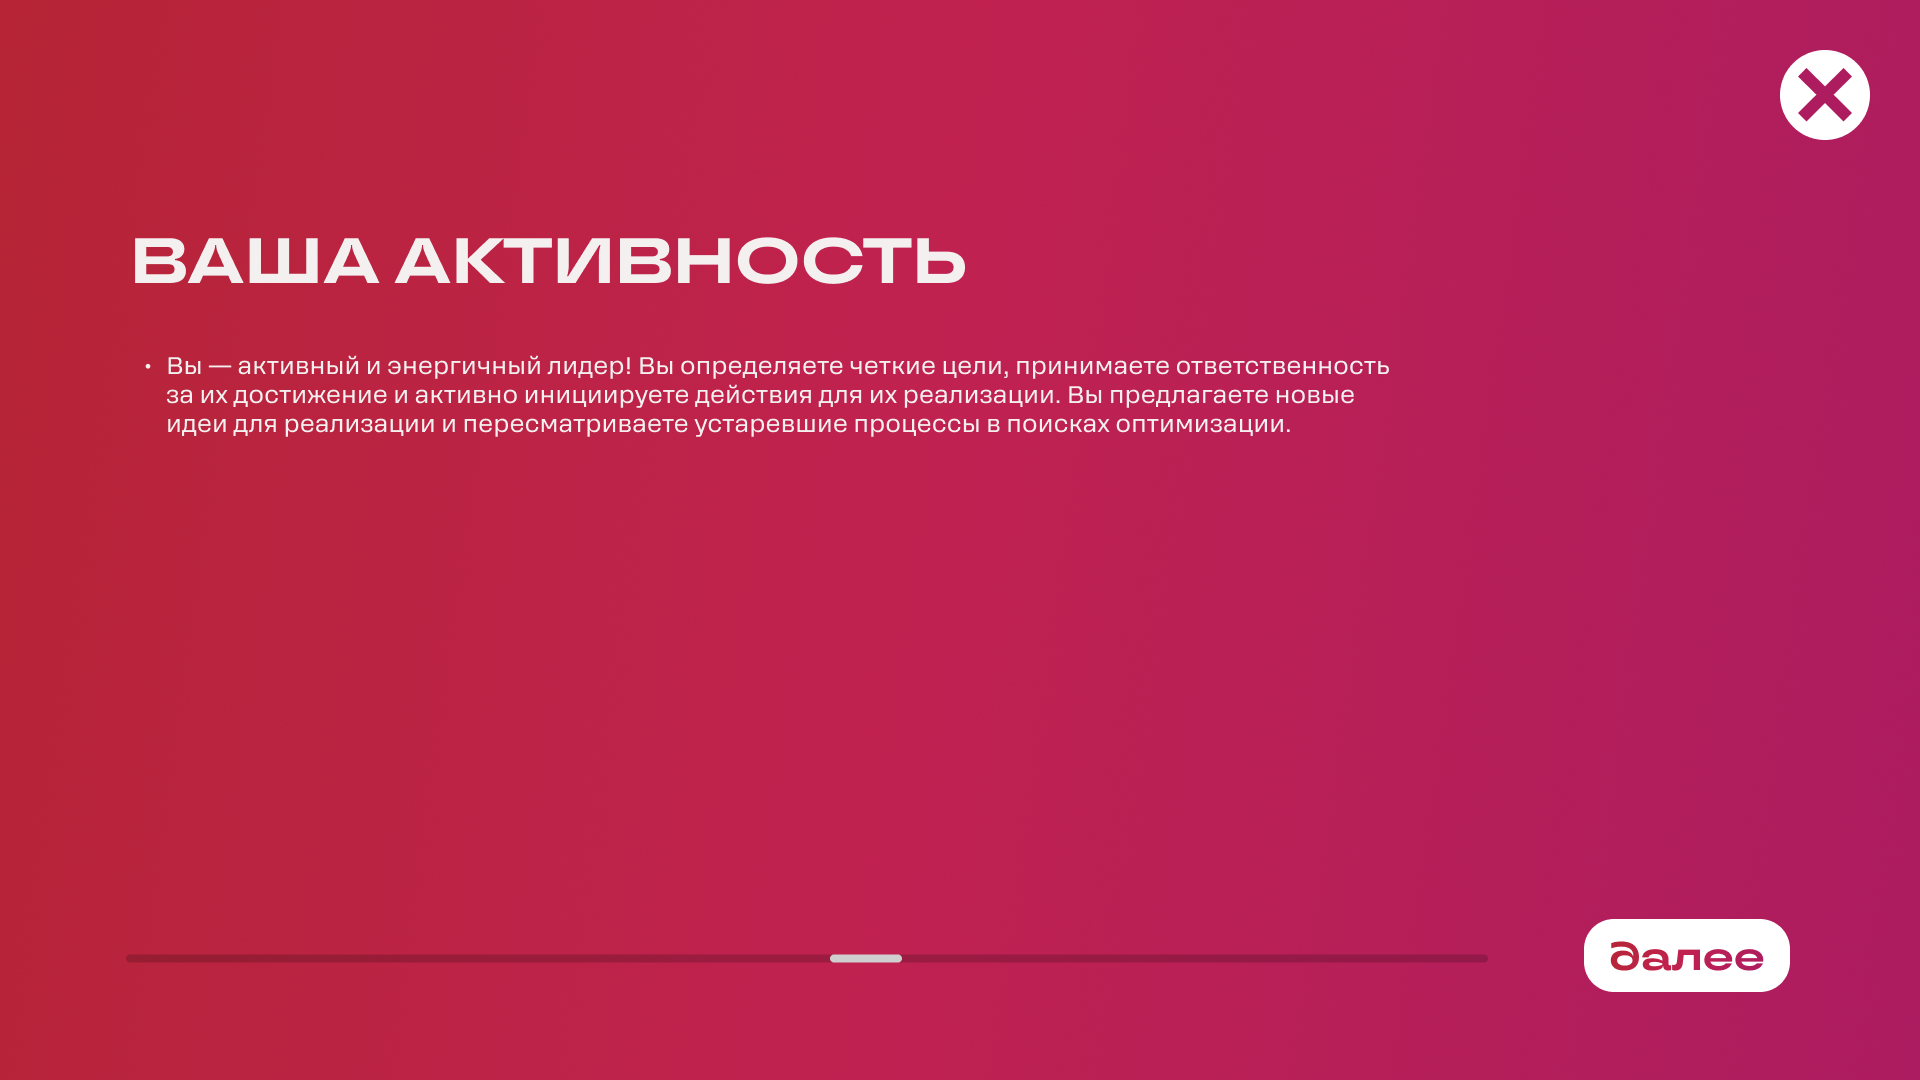 ВАША АКТИВНОСТЬ
• Вы — активный и энергичный лидер! Вы определяете четкие цели, принимаете ответственность
за их достижение и активно инициируете действия для их реализации. Вы предлагаете новые
идеи для реализации и пересматриваете устаревшие процессы в поисках оптимизации.
далее